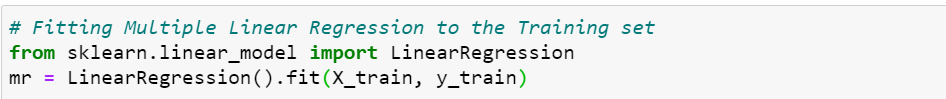 # Fitting Multiple Linear Regression to the Training set
from sklearn.linear_model import LinearRegression
mr = LinearRegression().fit(X_train, y_train)